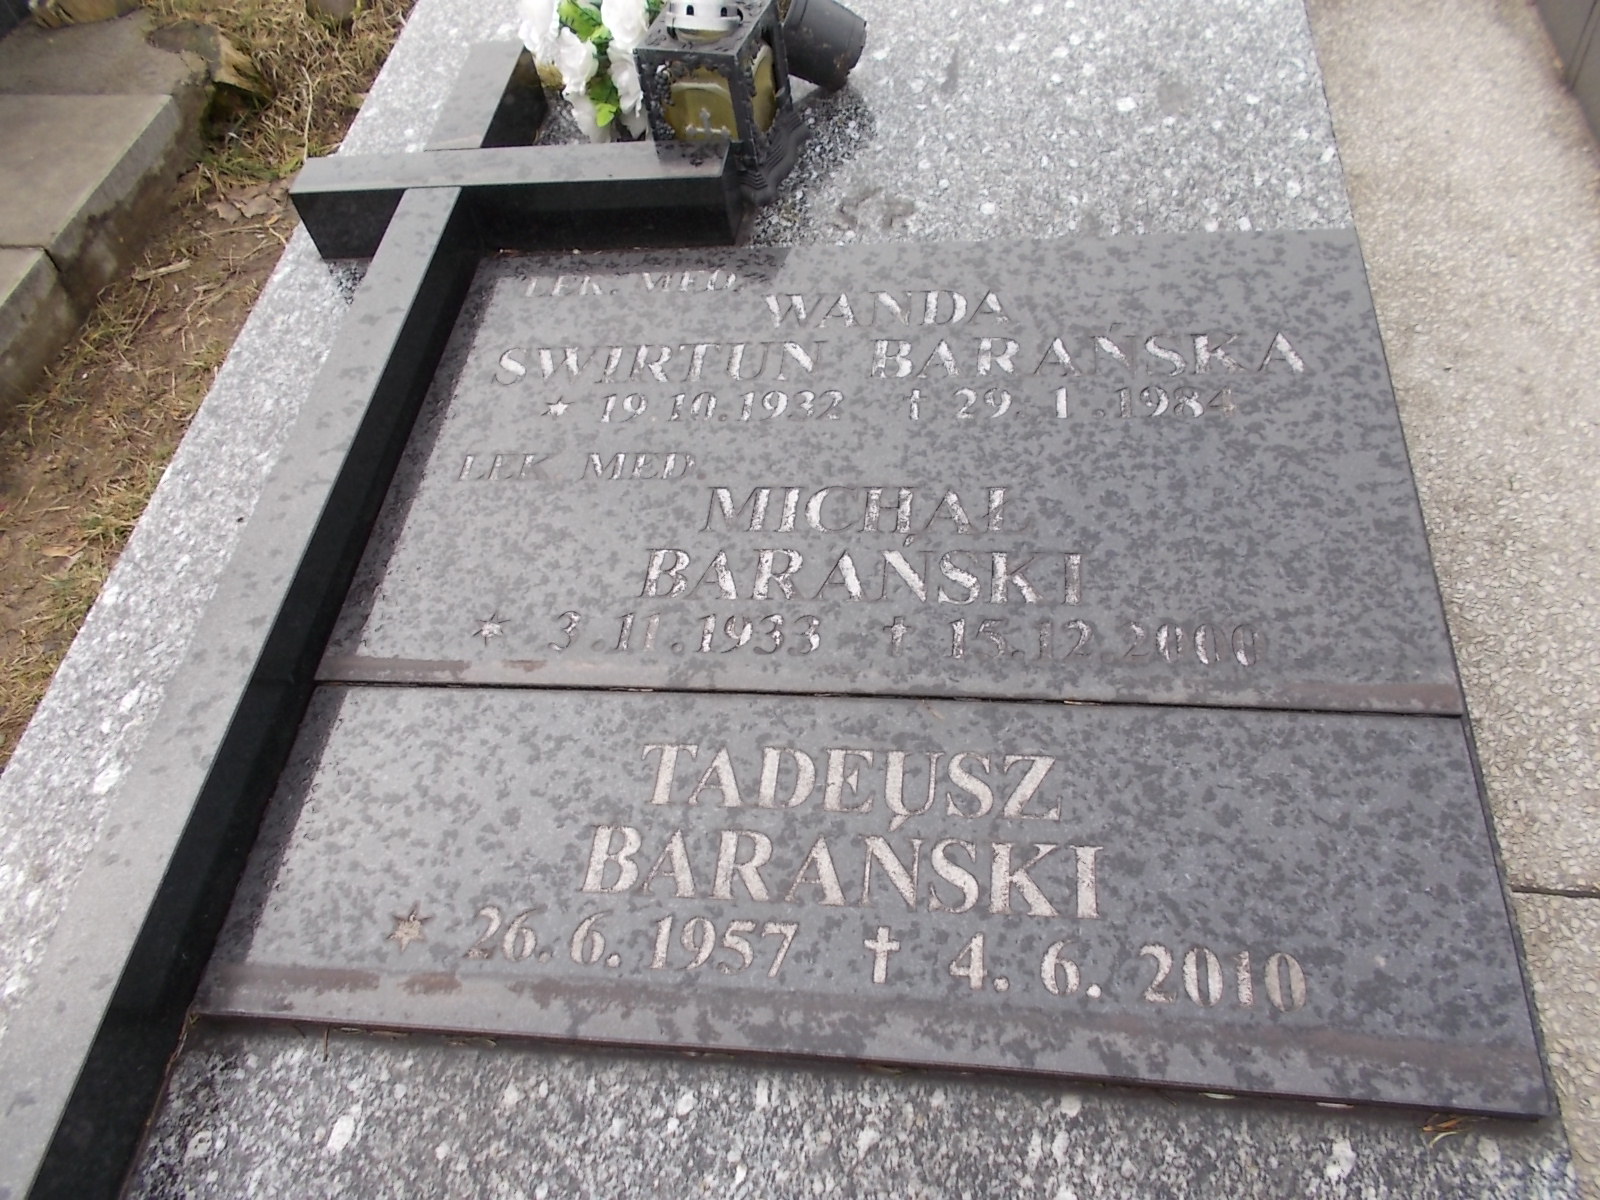 LEK. MED.
WANDA
SWIRTUN BARAŃSKA
* 19.10.1932 † 29.1.1984
LEK MED.
MICHAŁ
BARAŃSKI
* 3.11.1933 † 15.12.2000
TADEUSZ
BARAŃSKI
* 26.6.1957 † 4.6.2010